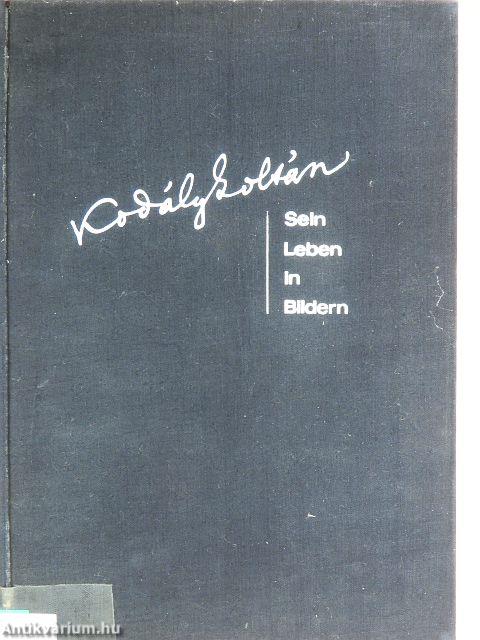 Kodály Zoltán
Sein
Leben
in
Bildern
Antikvarium.hu